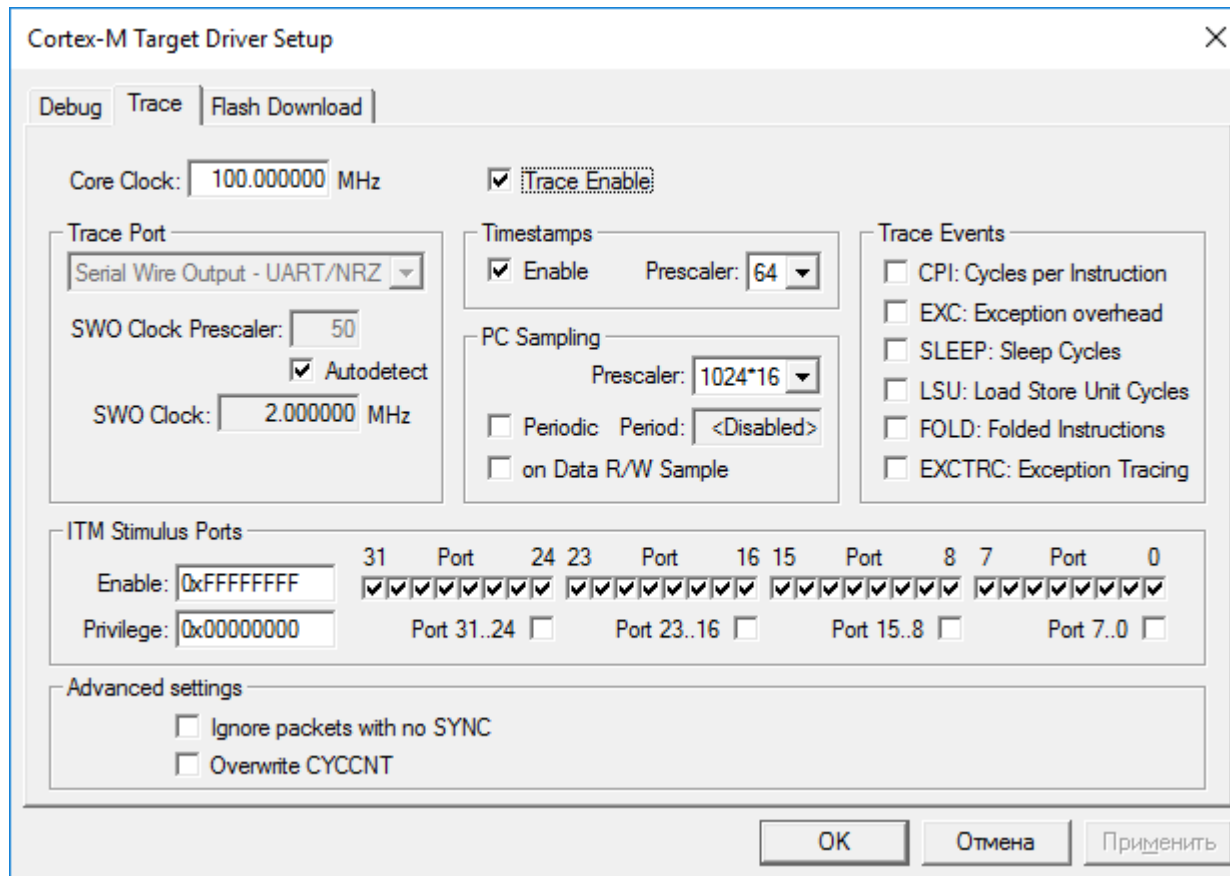 Cortex-M Target Driver Setup
Debug Trace Flash Download
Core Clock: 100.000000 MHz Trace Enable
Trace Port
Serial Wire Output - UART/NRZ
SWO Clock Prescaler: 50
Autodetect
SWO Clock: 2.000000 MHz
Timestamps
Enable Prescaler: 64
PC Sampling
Prescaler: 1024*16
Periodic Period: <Disabled>
on Data R/W Sample
Trace Events
CPI: Cycles per Instruction
EXC: Exception overhead
SLEEP: Sleep Cycles
LSU: Load Store Unit Cycles
FOLD: Folded Instructions
EXCTRC: Exception Tracing
ITM Stimulus Ports
31 Port 24 23 Port 16 15 Port 8 7 Port 0
Enable: 0xFFFFFFFF
Privilege: 0x00000000 Port 31..24 Port 23..16 Port 15..8 Port 7..0
Advanced settings
Ignore packets with no SYNC
Overwrite CYCCNT
OK Отмена Применить